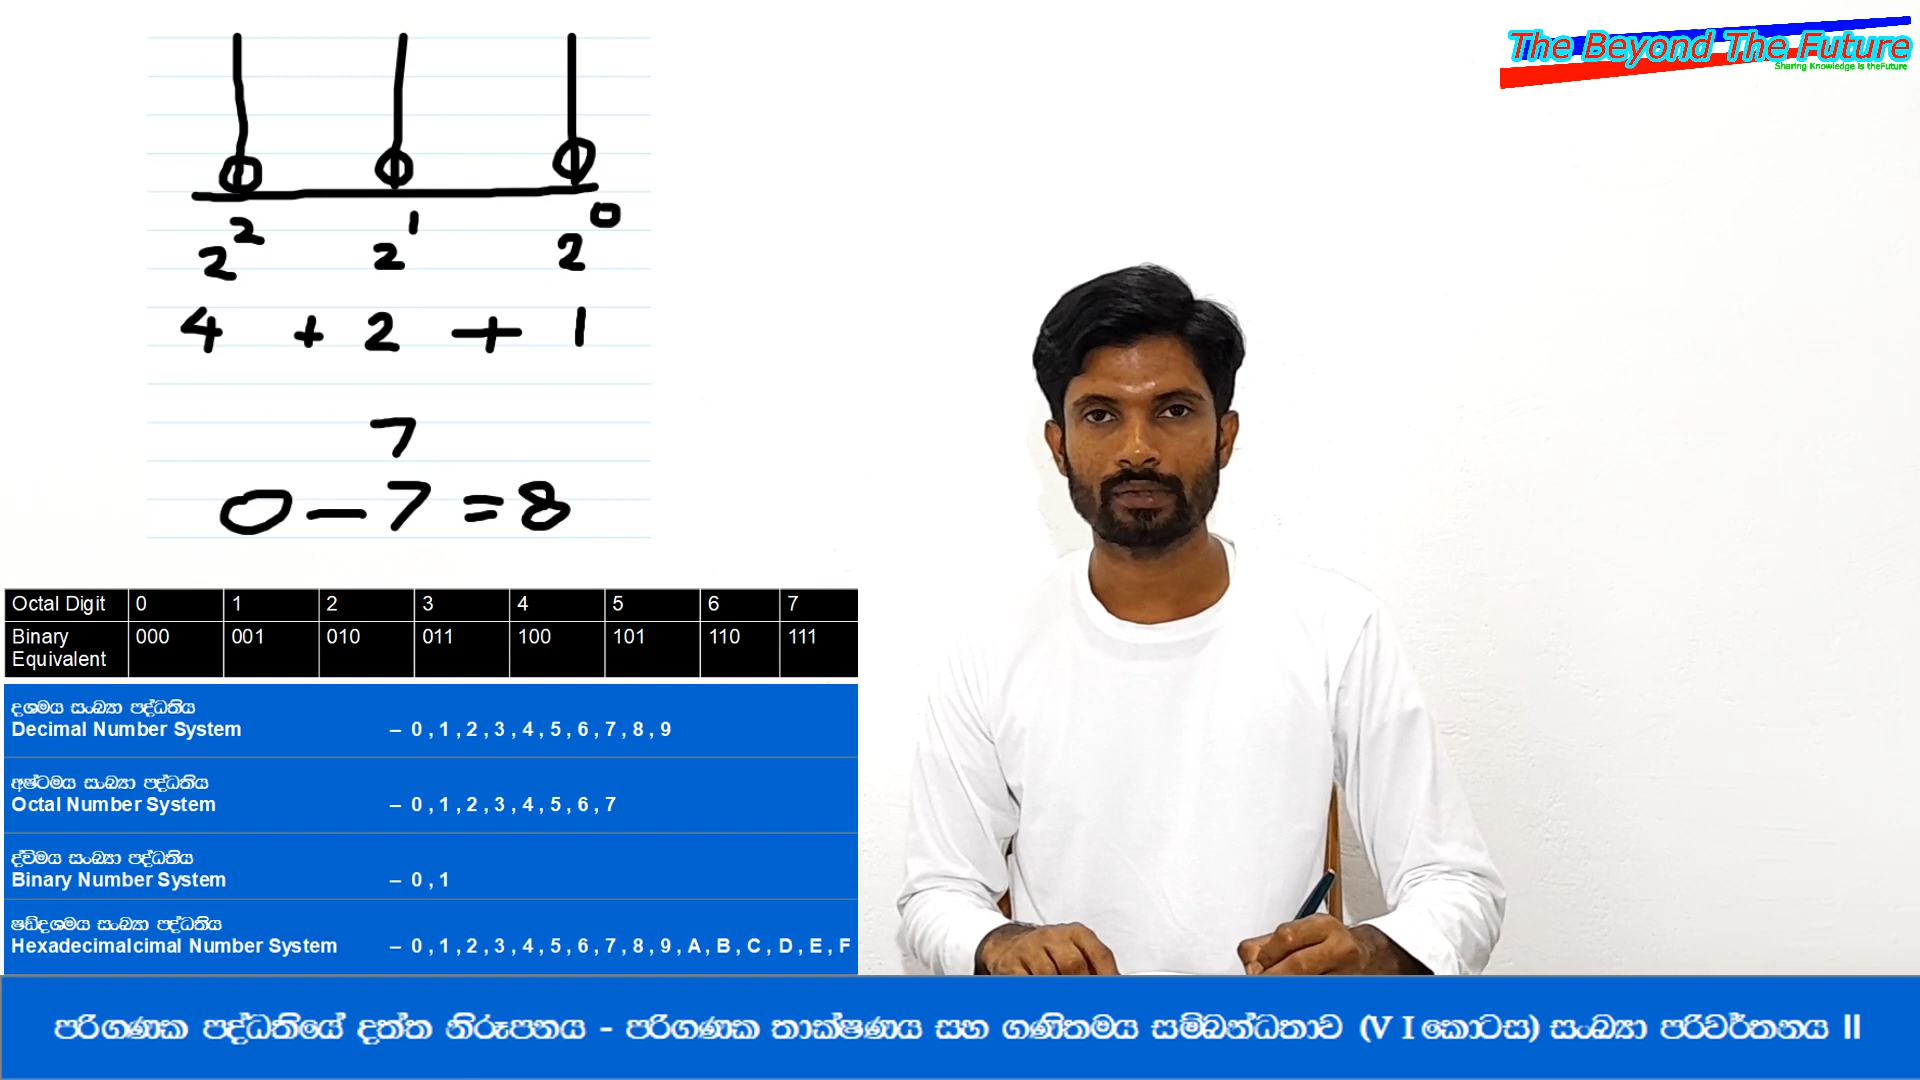 The Beyond The Future
Sharing Knowledge is theFuture
2² 2¹ 2⁰
4 + 2 + 1
7
0 – 7 = 8
Octal Digit 0 1 2 3 4 5 6 7
Binary Equivalent 000 001 010 011 100 101 110 111
දශමය සංඛ්‍යා පද්ධතිය
Decimal Number System – 0 , 1 , 2 , 3 , 4 , 5 , 6 , 7 , 8 , 9
අෂ්ටමය සංඛ්‍යා පද්ධතිය
Octal Number System – 0 , 1 , 2 , 3 , 4 , 5 , 6 , 7
ද්විමය සංඛ්‍යා පද්ධතිය
Binary Number System – 0 , 1
ෂඩ්දශමය සංඛ්‍යා පද්ධතිය
Hexadecimalcimal Number System – 0 , 1 , 2 , 3 , 4 , 5 , 6 , 7 , 8 , 9 , A , B , C , D , E , F
පරිගණක පද්ධතියේ දත්ත නිරූපනය - පරිගණක තාක්ෂණය සහ ගණිතමය සම්බන්ධතාව (V I කොටස) සංඛ්‍යා පරිවර්තනය II